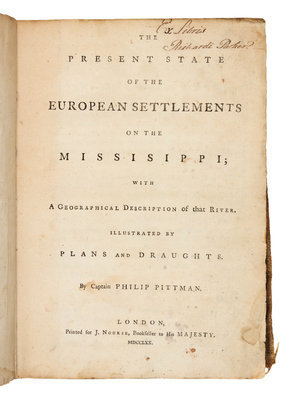 Ex Libris
Richardi Parker.
THE
PRESENT STATE
OF THE
EUROPEAN SETTLEMENTS
ON THE
MISSISIPPI;
WITH
A GEOGRAPHICAL DESCRIPTION of that RIVER.
ILLUSTRATED BY
PLANS AND DRAUGHTS.
By Captain PHILIP PITTMAN.
LONDON,
Printed for J. NOURSE, Bookseller to His MAJESTY.
MDCCLXX.